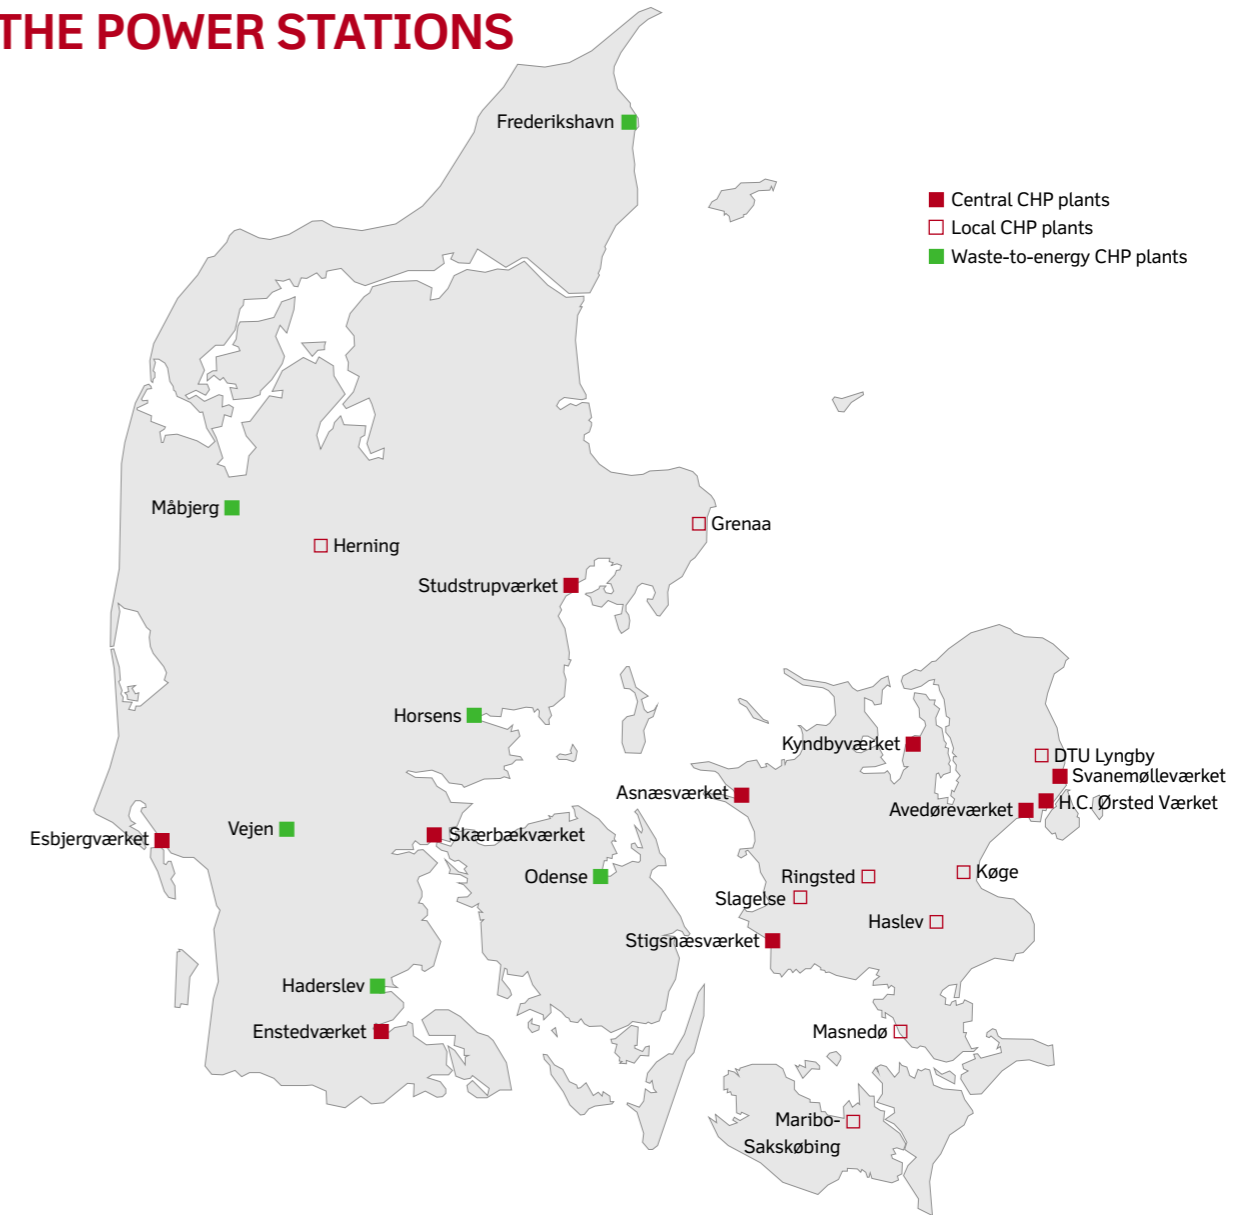 THE POWER STATIONS
Frederikshavn
Central CHP plants
Local CHP plants
Waste-to-energy CHP plants
Måbjerg
Grenaa
Herning
Studstrupværket
Horsens
Kyndbyværket
DTU Lyngby
Svanemølleværket
Asnæsværket
H.C. Ørsted Værket
Avedøreværket
Vejen
Skærbækværket
Esbjergværket
Køge
Odense
Ringsted
Slagelse
Haslev
Stigsnæsværket
Haderslev
Enstedværket
Masnedø
Maribo-
Sakskøbing